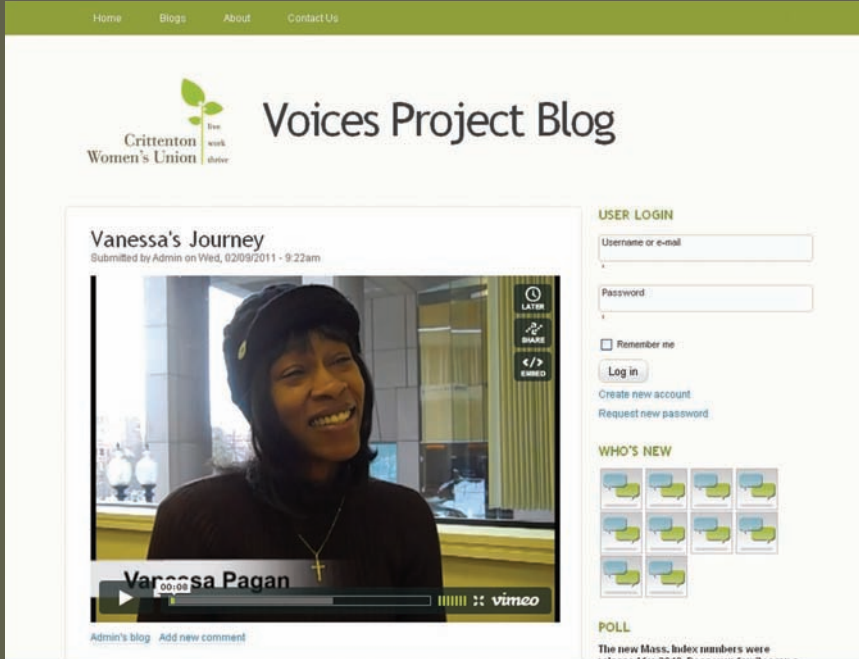 Home Blogs About Contact Us
Crittenton
Women's Union
live
work
thrive
Voices Project Blog
Vanessa's Journey
Submitted by Admin on Wed, 02/09/2011 - 9:22am
LATER
SHARE
EMBED
Vanessa Pagan
00:08
vimeo
Admin's blog Add new comment
USER LOGIN
Username or e-mail
*
Password
*
Remember me
Log in
Create new account
Request new password
WHO'S NEW
POLL
The new Mass. Index numbers were